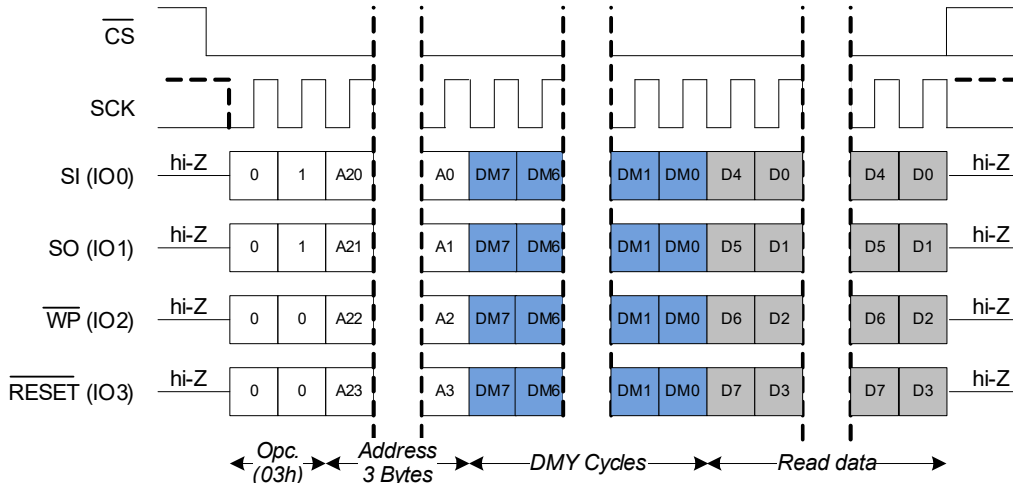 CS
SCK
SI (IO0) hi-Z 0 1 A20 A0 DM7 DM6 DM1 DM0 D4 D0 D4 D0 hi-Z
SO (IO1) hi-Z 0 1 A21 A1 DM7 DM6 DM1 DM0 D5 D1 D5 D1 hi-Z
WP (IO2) hi-Z 0 0 A22 A2 DM7 DM6 DM1 DM0 D6 D2 D6 D2 hi-Z
RESET (IO3) hi-Z 0 0 A23 A3 DM7 DM6 DM1 DM0 D7 D3 D7 D3 hi-Z
Opc. Address DMY Cycles Read data
(03h) 3 Bytes